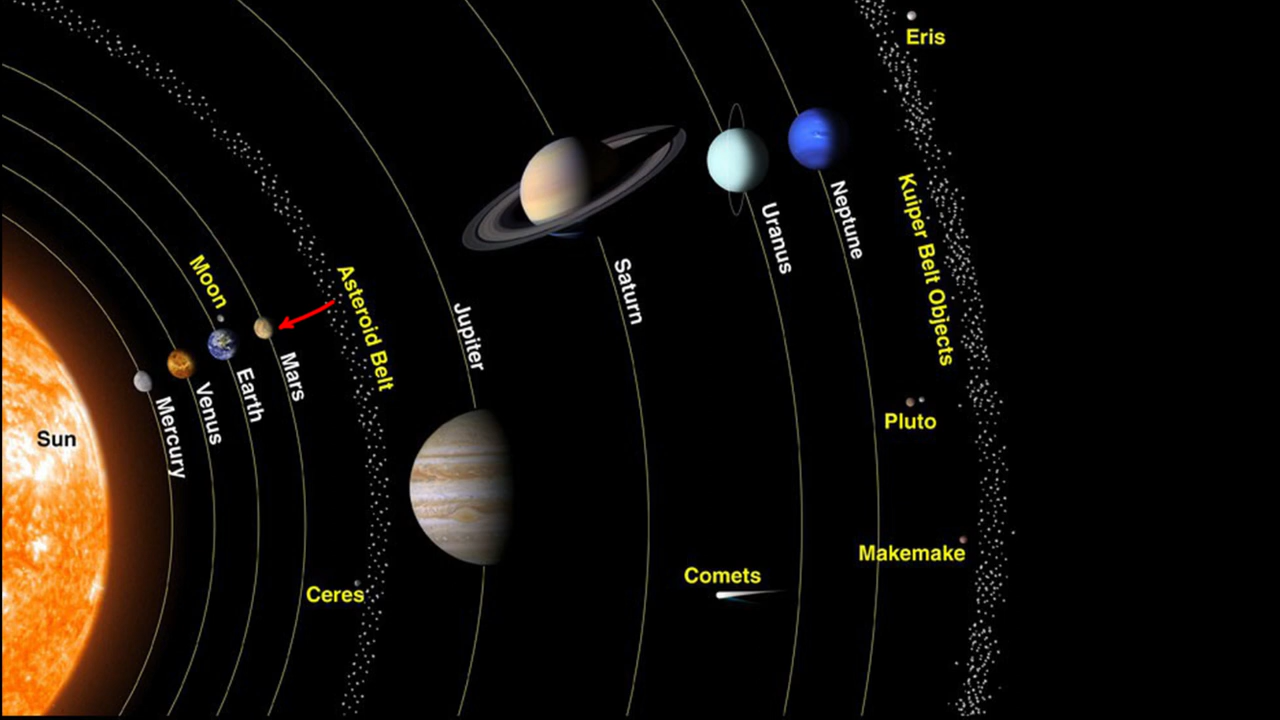 Eris
Kuiper Belt Objects
Neptune
Uranus
Saturn
Jupiter
Asteroid Belt
Moon
Mars
Earth
Venus
Mercury
Sun
Pluto
Makemake
Comets
Ceres